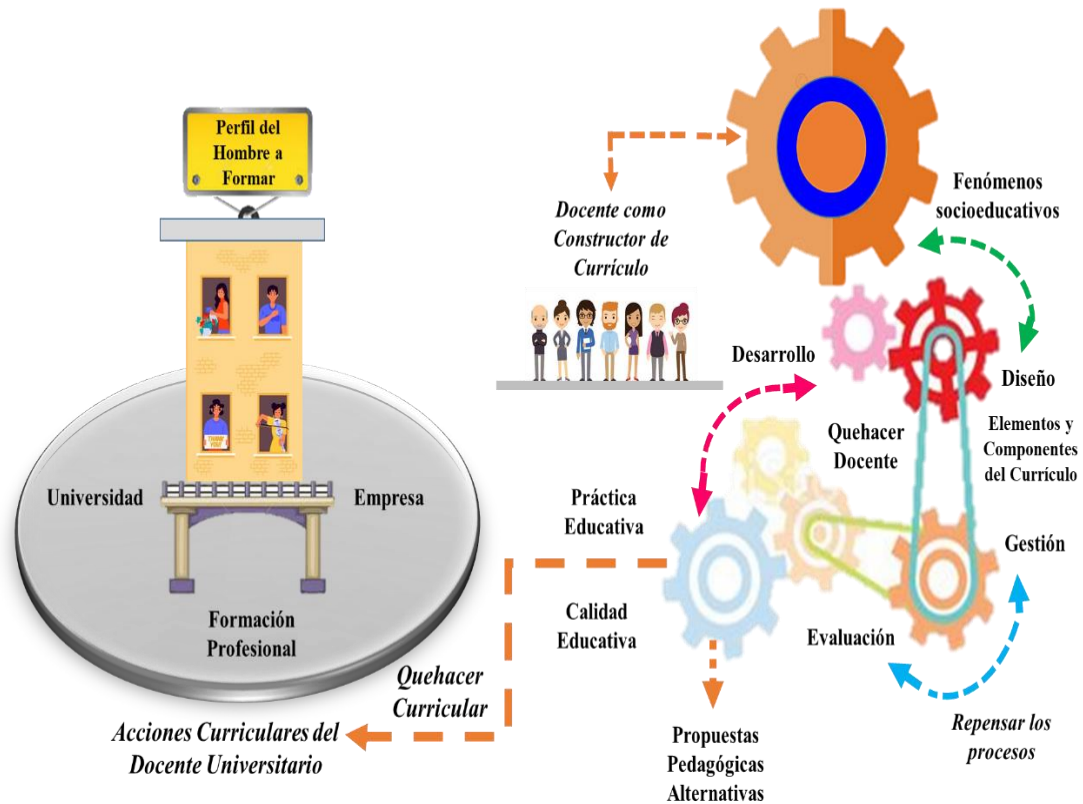 Perfil del
Hombre a
Formar
THANK
YOU!
Universidad
Empresa
Formación
Profesional
Acciones Curriculares del
Docente Universitario
Quehacer
Curricular
Docente como
Constructor de
Currículo
Fenómenos
socioeducativos
Desarrollo
Diseño
Quehacer
Docente
Elementos y
Componentes
del Currículo
Práctica
Educativa
Gestión
Calidad
Educativa
Evaluación
Repensar los
procesos
Propuestas
Pedagógicas
Alternativas